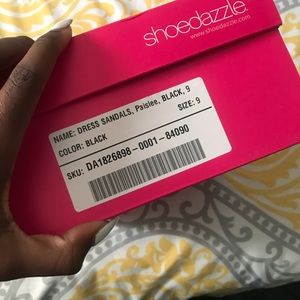 shoedazzle
www.shoedazzle.com
NAME: DRESS SANDALS, Paislee, BLACK, 9
COLOR: BLACK
SIZE: 9
SKU: DA1826898-0001-84090